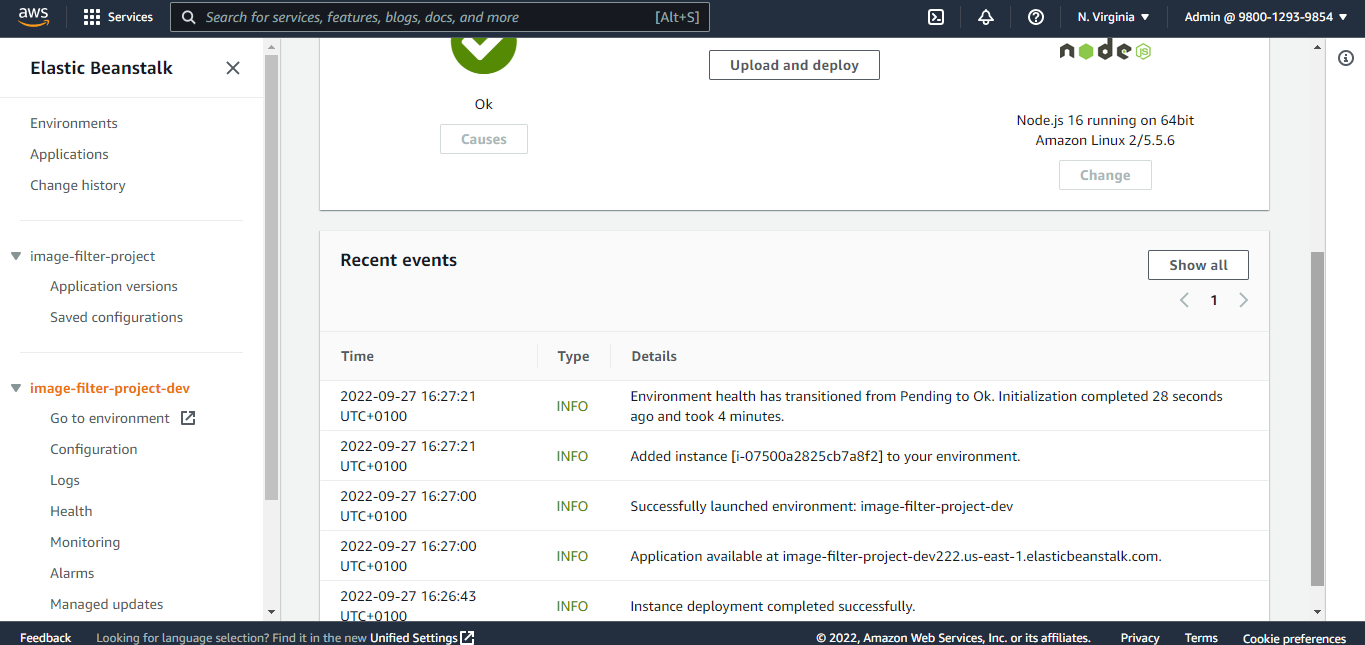 aws
Services
Search for services, features, blogs, docs, and more
[Alt+S]
N. Virginia
Admin @ 9800-1293-9854
Elastic Beanstalk
Environments
Applications
Change history
image-filter-project
Application versions
Saved configurations
image-filter-project-dev
Go to environment
Configuration
Logs
Health
Monitoring
Alarms
Managed updates
Ok
Causes
Upload and deploy
node
JS
Node.js 16 running on 64bit
Amazon Linux 2/5.5.6
Change
Recent events
Show all
1
Time Type Details
2022-09-27 16:27:21
UTC+0100
INFO
Environment health has transitioned from Pending to Ok. Initialization completed 28 seconds
ago and took 4 minutes.
2022-09-27 16:27:21
UTC+0100
INFO
Added instance [i-07500a2825cb7a8f2] to your environment.
2022-09-27 16:27:00
UTC+0100
INFO
Successfully launched environment: image-filter-project-dev
2022-09-27 16:27:00
UTC+0100
INFO
Application available at image-filter-project-dev222.us-east-1.elasticbeanstalk.com.
2022-09-27 16:26:43
UTC+0100
INFO
Instance deployment completed successfully.
Feedback
Looking for language selection? Find it in the new Unified Settings
© 2022, Amazon Web Services, Inc. or its affiliates.
Privacy
Terms
Cookie preferences